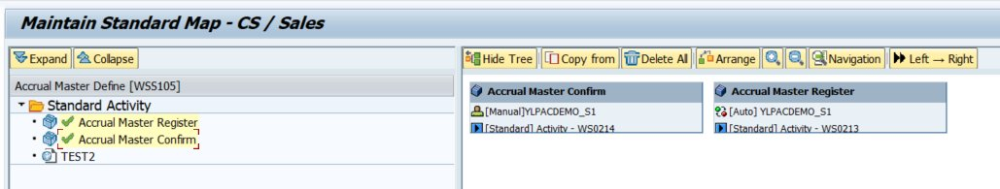 Maintain Standard Map - CS / Sales
Expand Collapse
Hide Tree Copy from Delete All Arrange Navigation Left → Right
Accrual Master Define [WSS105]
Standard Activity
Accrual Master Register
Accrual Master Confirm
TEST2
Accrual Master Confirm
[Manual]YLPACDEMO_S1
[Standard] Activity - WS0214
Accrual Master Register
[Auto] YLPACDEMO_S1
[Standard] Activity - WS0213